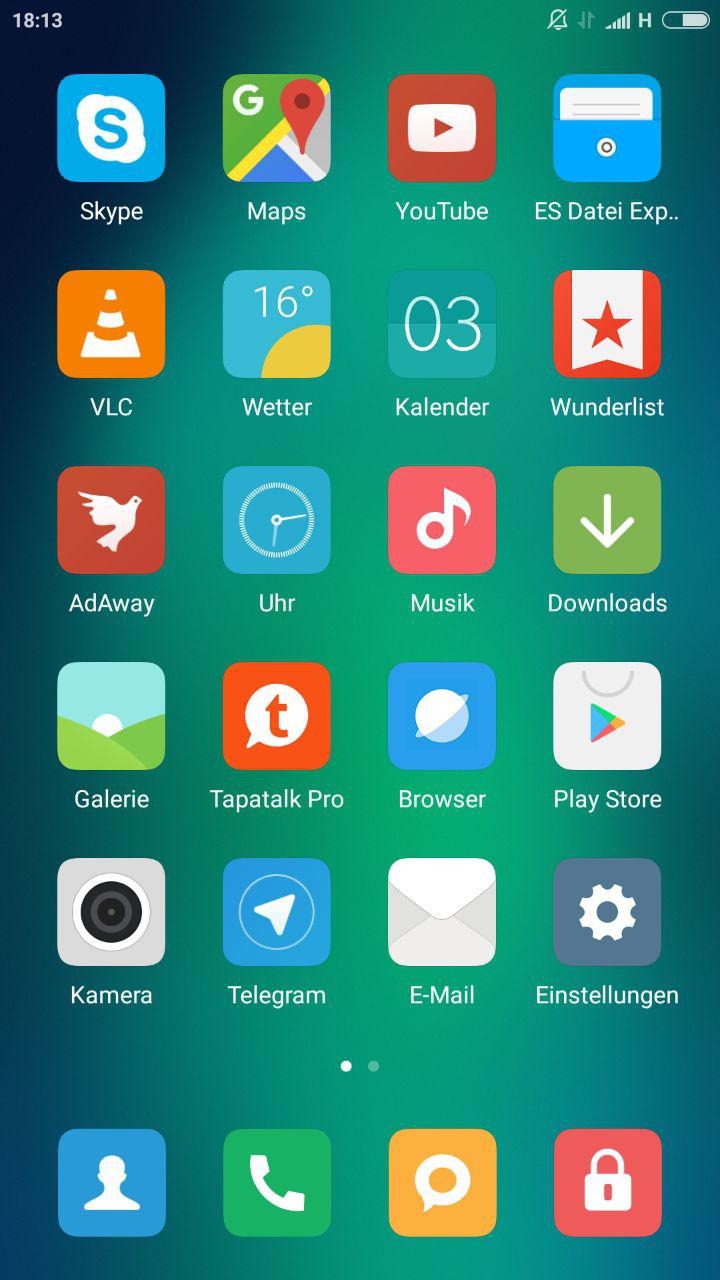 18:13 H
Skype Maps YouTube ES Datei Exp..
16° 03
VLC Wetter Kalender Wunderlist
AdAway Uhr Musik Downloads
Galerie Tapatalk Pro Browser Play Store
Kamera Telegram E-Mail Einstellungen